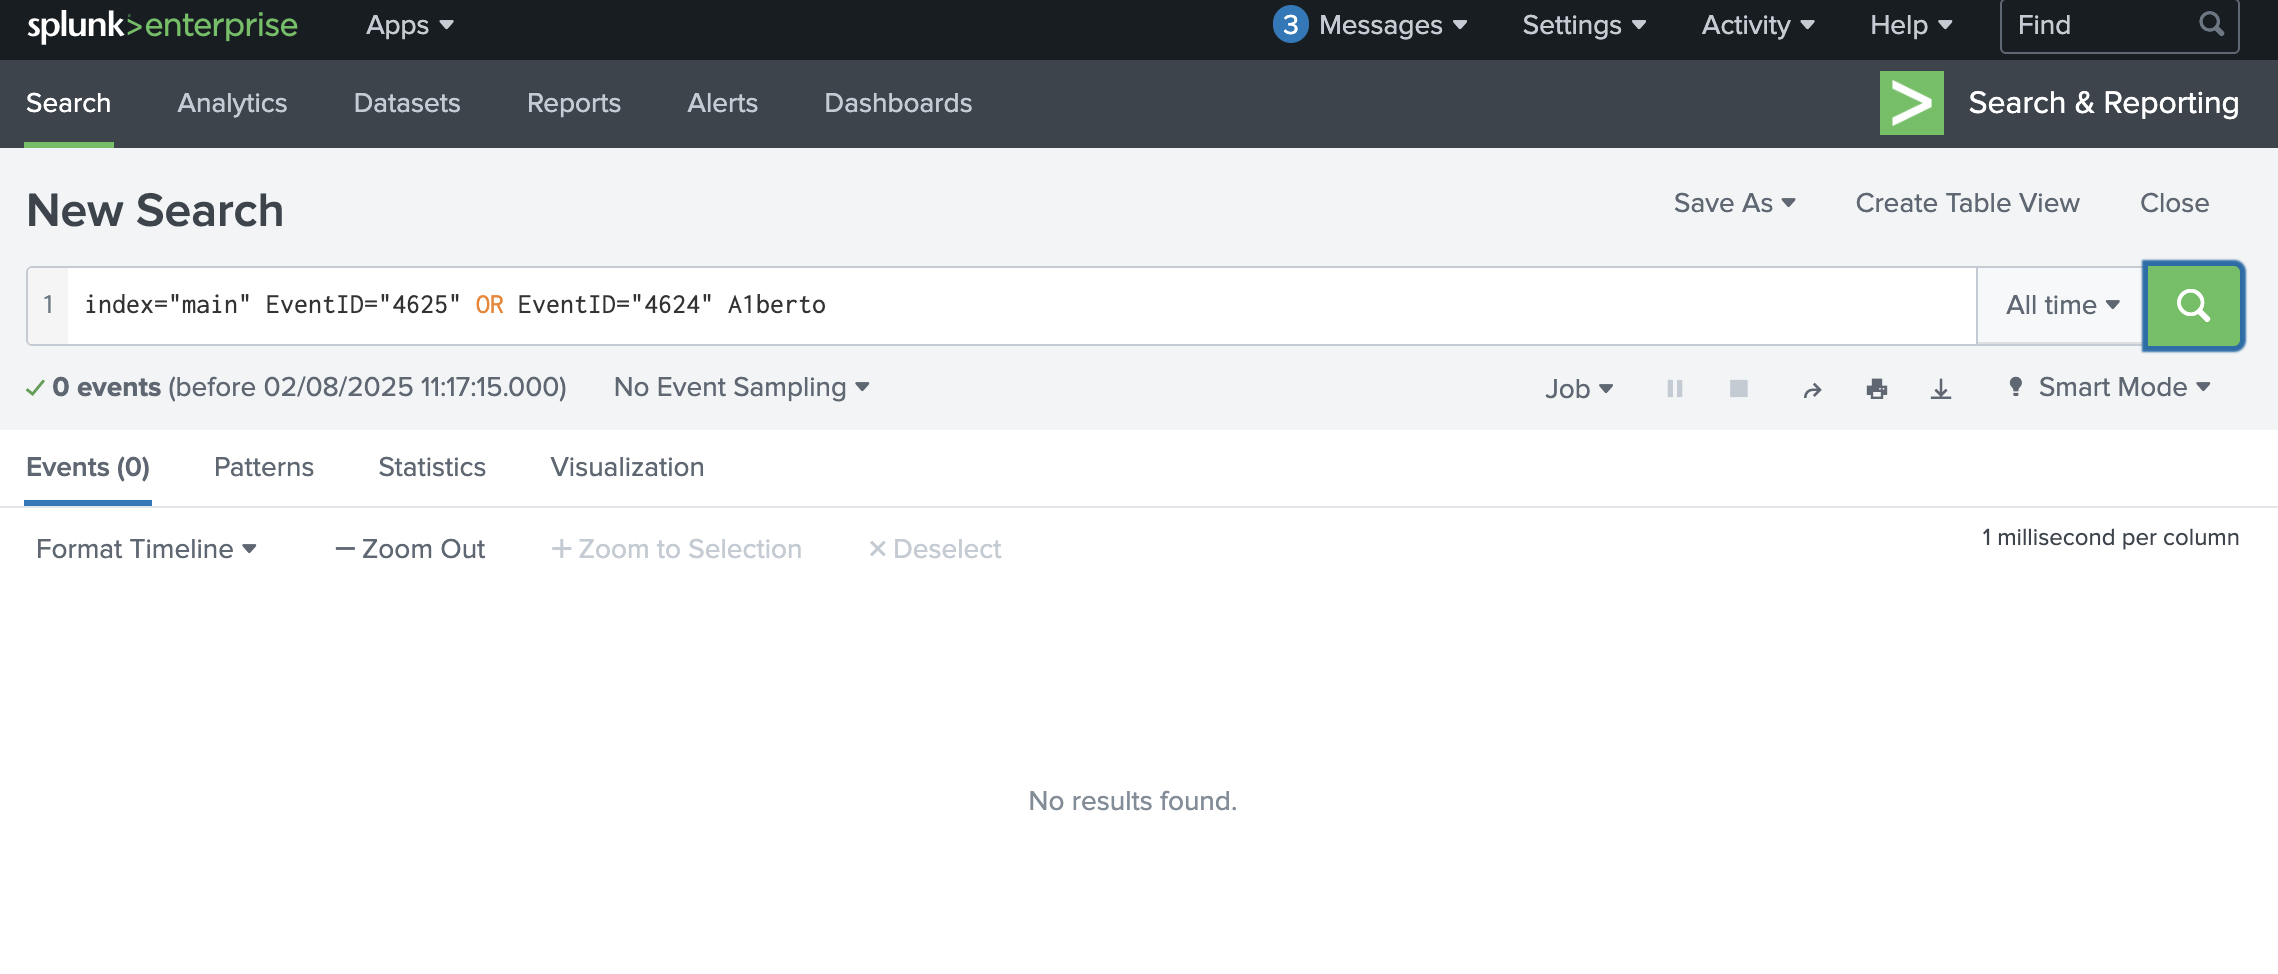 splunk>enterprise Apps 3 Messages Settings Activity Help Find
Search Analytics Datasets Reports Alerts Dashboards Search & Reporting
New Search Save As Create Table View Close
1 index="main" EventID="4625" OR EventID="4624" A1berto All time
0 events (before 02/08/2025 11:17:15.000) No Event Sampling Job Smart Mode
Events (0) Patterns Statistics Visualization
Format Timeline — Zoom Out + Zoom to Selection × Deselect 1 millisecond per column
No results found.